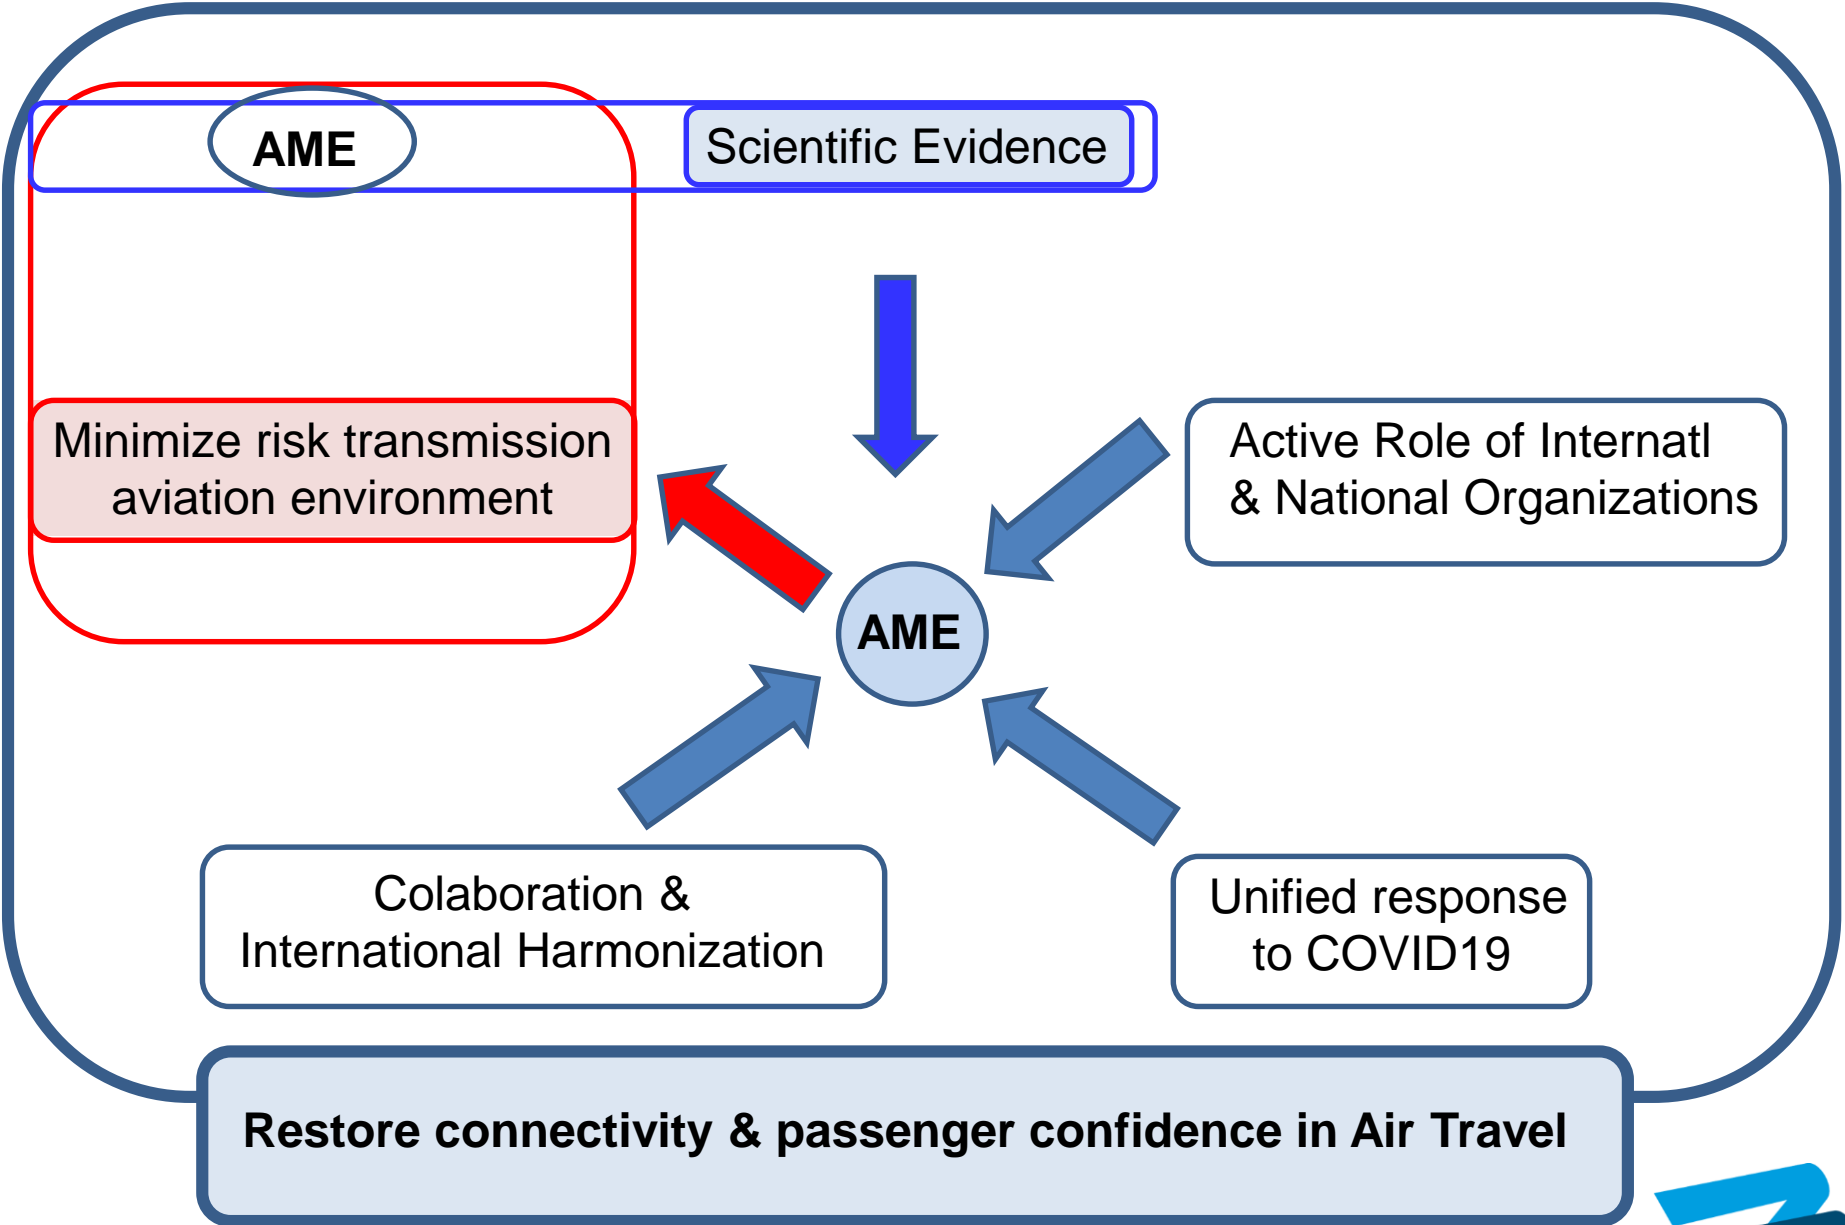 AME
Scientific Evidence
Minimize risk transmission
aviation environment
Active Role of Internatl
& National Organizations
AME
Colaboration &
International Harmonization
Unified response
to COVID19
Restore connectivity & passenger confidence in Air Travel